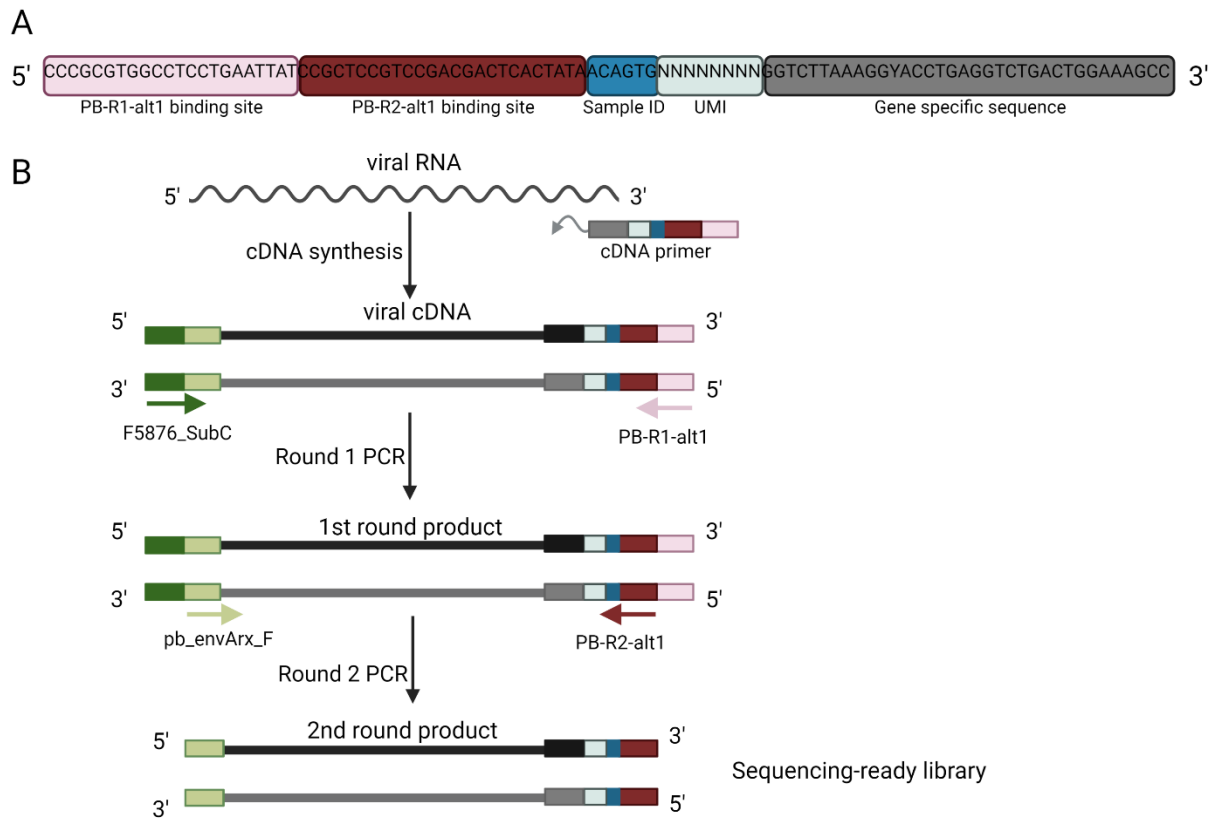 A
5' CCCGCGTGGCCTCCTGAATTATCCGCTCCGTCCGACGACTCACTATAACAGTGNNNNNNNNGGTCTTAAAGGYACCTGAGGTCTGACTGGAAAGCC 3'
PB-R1-alt1 binding site PB-R2-alt1 binding site Sample ID UMI Gene specific sequence
B
viral RNA
5' 3'
cDNA synthesis
cDNA primer
viral cDNA
5' 3'
3' 5'
F5876_SubC PB-R1-alt1
Round 1 PCR
5' 1st round product 3'
3' 5'
pb_envArx_F PB-R2-alt1
Round 2 PCR
5' 2nd round product 3'
Sequencing-ready library
3' 5'